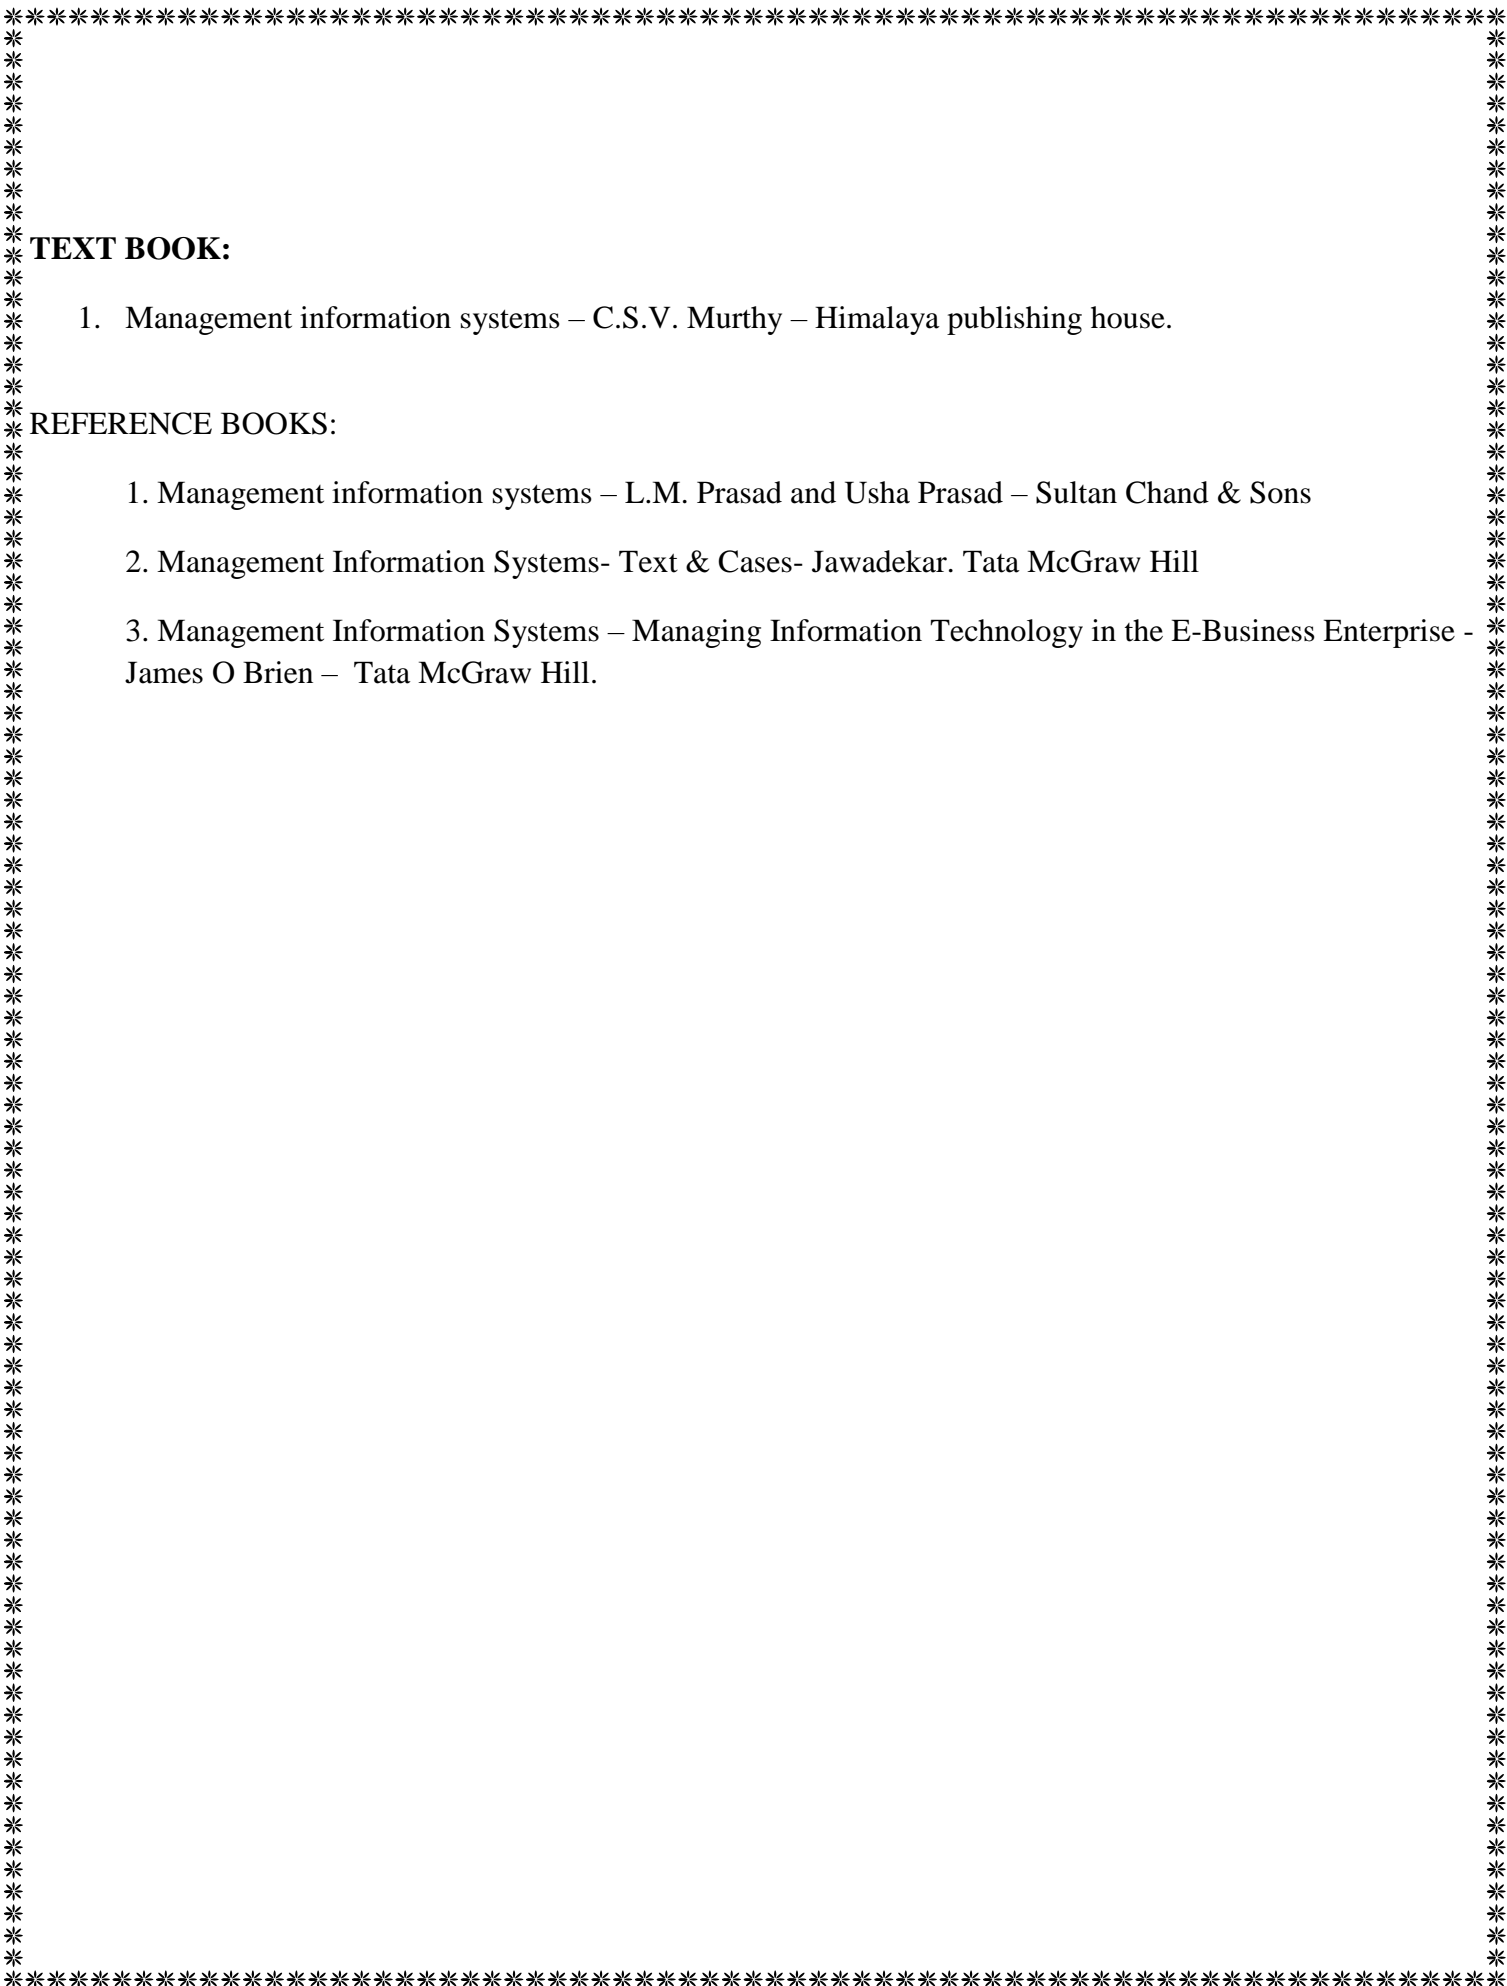 TEXT BOOK:
1. Management information systems – C.S.V. Murthy – Himalaya publishing house.
REFERENCE BOOKS:
1. Management information systems – L.M. Prasad and Usha Prasad – Sultan Chand & Sons
2. Management Information Systems- Text & Cases- Jawadekar. Tata McGraw Hill
3. Management Information Systems – Managing Information Technology in the E-Business Enterprise -
James O Brien –  Tata McGraw Hill.